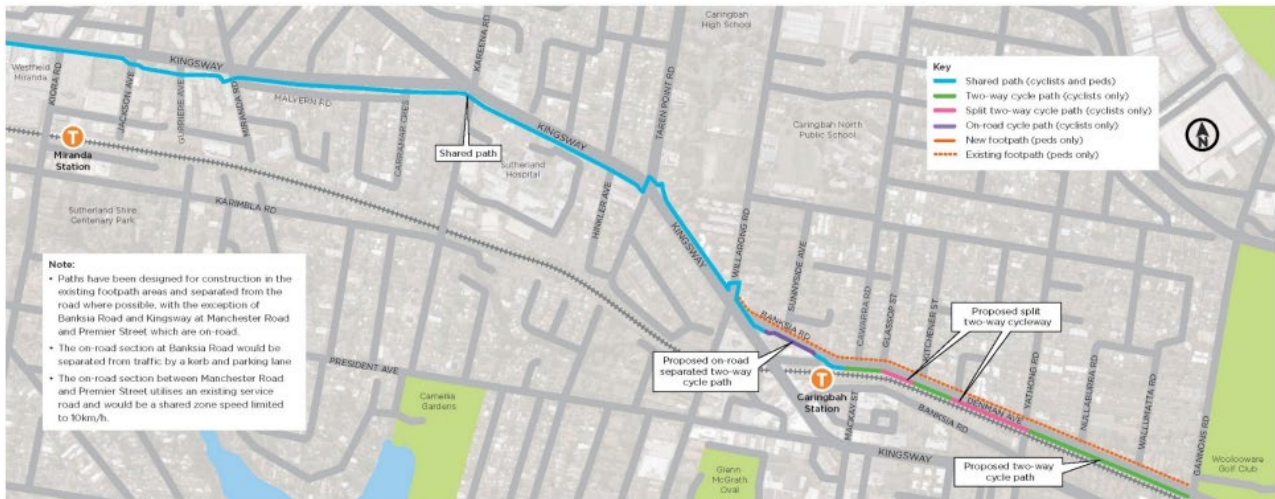 Caringbah
High School
KAREENA RD
KINGSWAY
Westfield
Miranda
KIORA RD
JACKSON AVE
GURRIERE AVE
MIRANDA RD
MALVERN RD
CARRAMAR CRES
TAREN POINT RD
Key
Shared path (cyclists and peds)
Two-way cycle path (cyclists only)
Split two-way cycle path (cyclists only)
On-road cycle path (cyclists only)
New footpath (peds only)
Existing footpath (peds only)
N
Caringbah North
Public School
KINGSWAY
T
Miranda
Station
Shared path
Sutherland
Hospital
KARIMBLA RD
Sutherland Shire
Centenary Park
HINKLER AVE
KINGSWAY
WILLARONG RD
SUNNYSIDE AVE
Note:
• Paths have been designed for construction in the
existing footpath areas and separated from the
road where possible, with the exception of
Banksia Road and Kingsway at Manchester Road
and Premier Street which are on-road.
• The on-road section at Banksia Road would be
separated from traffic by a kerb and parking lane
• The on-road section between Manchester Road
and Premier Street utilises an existing service
road and would be a shared zone speed limited
to 10km/h.
BANKSIA RD
CAWARRA RD
GLASSOP ST
KITCHENER ST
Proposed split
two-way cycleway
Proposed on-road
separated two-way
cycle path
PRESIDENT AVE
Camellia
Gardens
T
Caringbah
Station
MACKAY ST
BANKSIA RD
DENMAN AVE
YATHONG RD
NULLABURRA RD
WALLUMATTA RD
GANNONS RD
KINGSWAY
Glenn
McGrath
Oval
Proposed two-way
cycle path
Woolooware
Golf Club